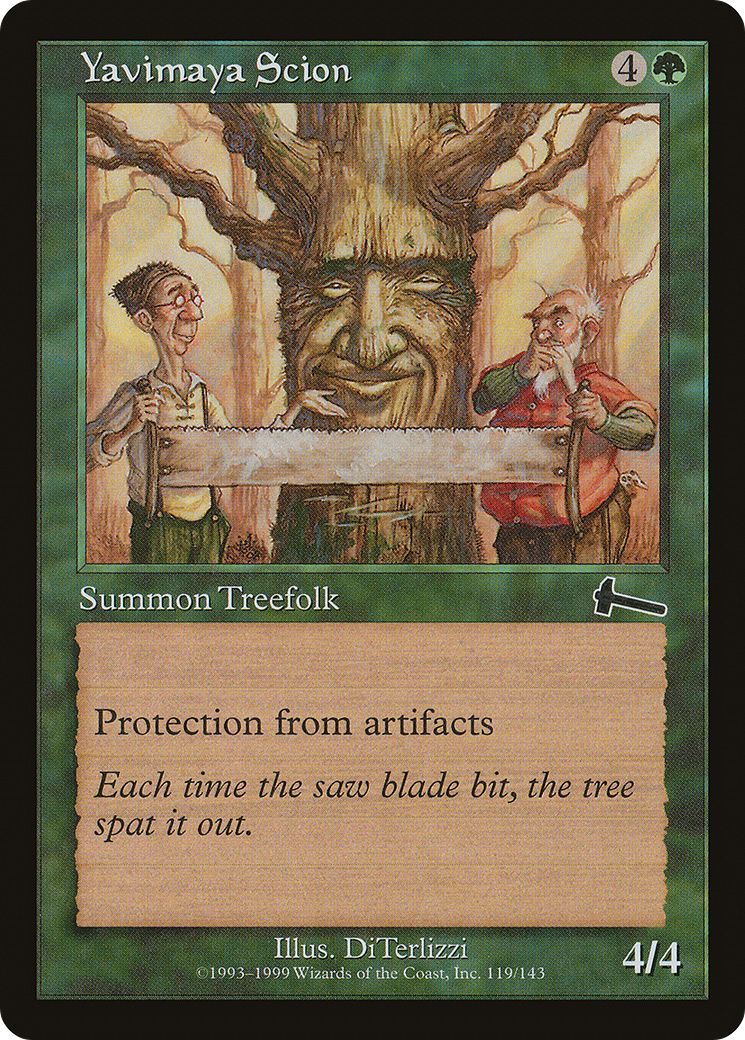 Yavimaya Scion 4
Summon Treefolk
Protection from artifacts
Each time the saw blade bit, the tree
spat it out.
Illus. DiTerlizzi
©1993–1999 Wizards of the Coast, Inc. 119/143
4/4